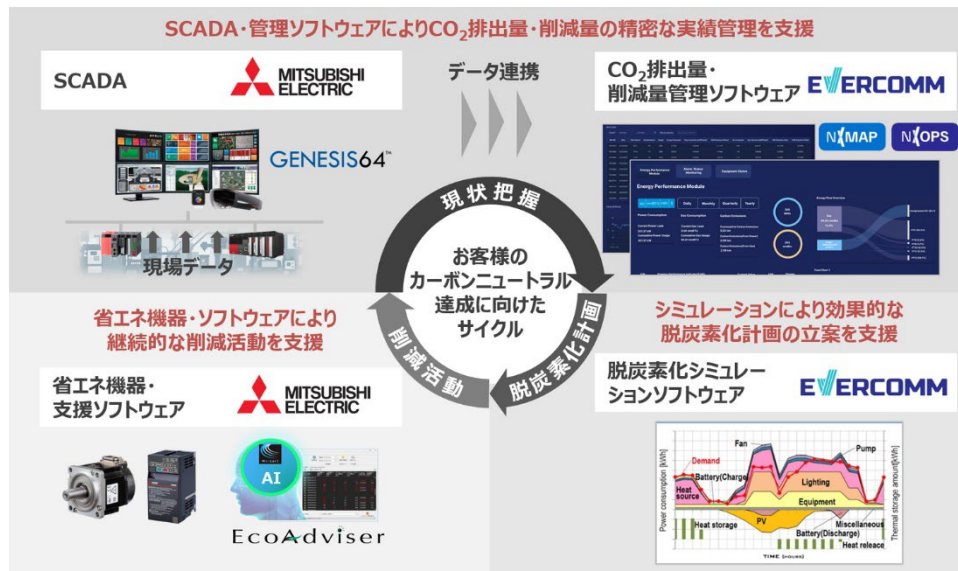 SCADA・管理ソフトウェアによりCO₂排出量・削減量の精密な実績管理を支援
SCADA
MITSUBISHI
ELECTRIC
データ連携
CO₂排出量・
削減量管理ソフトウェア
EVERCOMM
GENESIS64™
NXMAP
NXOPS
Energy Performance Module
Daily
Monthly
Quarterly
Yearly
Power Consumption
現場データ
現状把握
お客様の
カーボンニュートラル
達成に向けた
サイクル
脱炭素化計画
削減活動
省エネ機器・ソフトウェアにより
継続的な削減活動を支援
省エネ機器・
支援ソフトウェア
MITSUBISHI
ELECTRIC
AI
EcoAdviser
シミュレーションにより効果的な
脱炭素化計画の立案を支援
脱炭素化シミュレー
ションソフトウェア
EVERCOMM
Fan
Pump
Demand
Battery(Charge)
Heat
source
Lighting
Equipment
PV
Miscellaneous
Battery(Discharge)
Heat storage
Heat release
Power consumption[kWh]
Thermal storage amount[kWh]
TIME [HOURS]